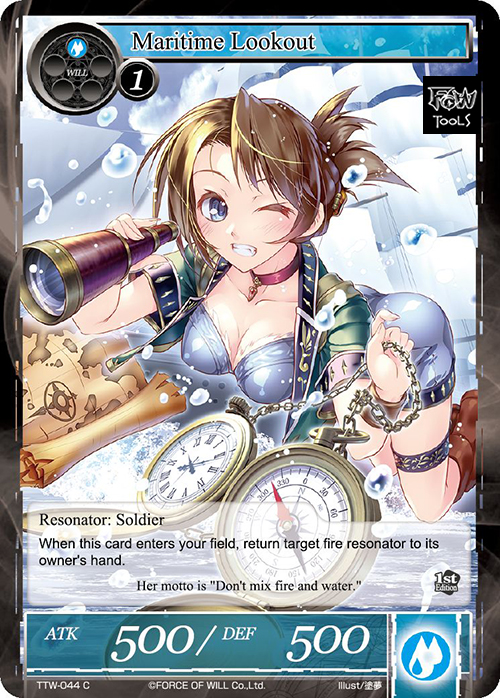 Maritime Lookout
WILL
1
FoW
TOOLS
Resonator: Soldier
When this card enters your field, return target fire resonator to its
owner's hand.
Her motto is "Don't mix fire and water."
1st
Edition
ATK 500 / DEF 500
TTW-044 C ©FORCE OF WILL Co.,Ltd. Illust/塗夢